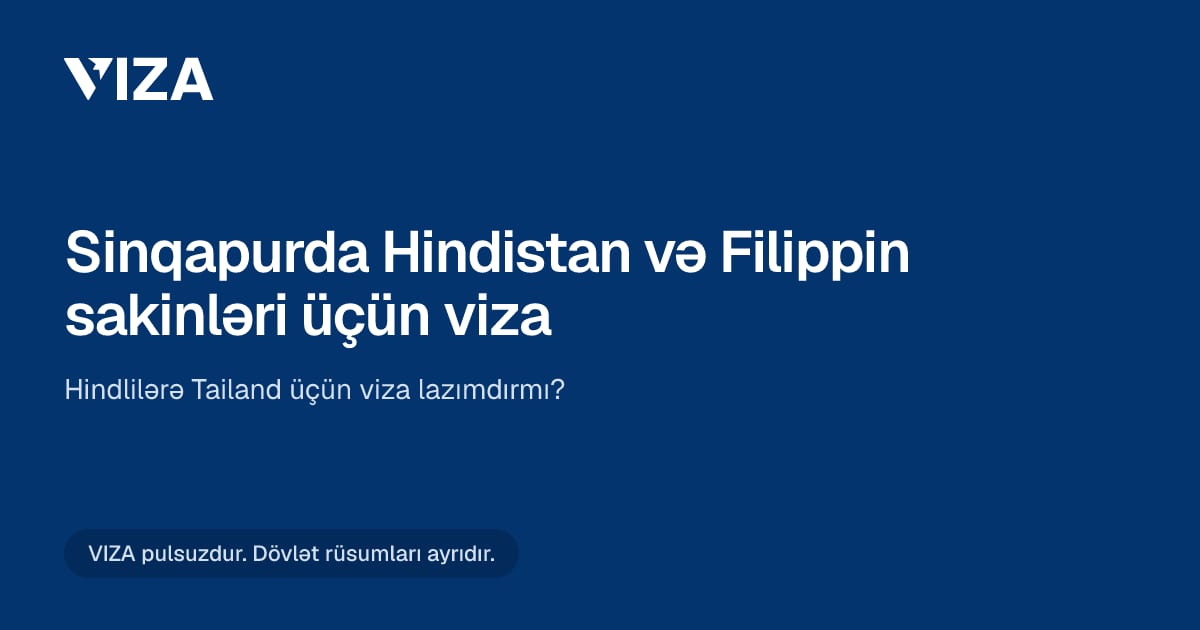 VIZA
Sinqapurda Hindistan və Filippin
sakinləri üçün viza
Hindlilərə Tailand üçün viza lazımdırmı?
VIZA pulsuzdur. Dövlət rüsumları ayrıdır.